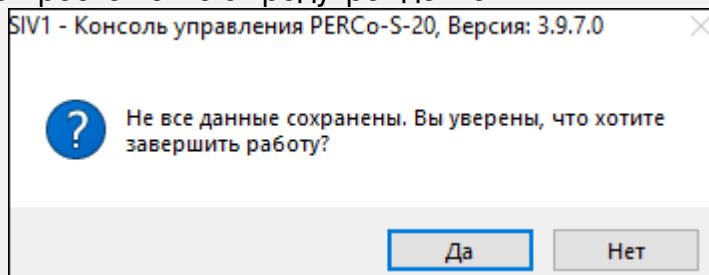 SIV1 - Консоль управления PERCo-S-20, Версия: 3.9.7.0
Не все данные сохранены. Вы уверены, что хотите
завершить работу?
Да
Нет